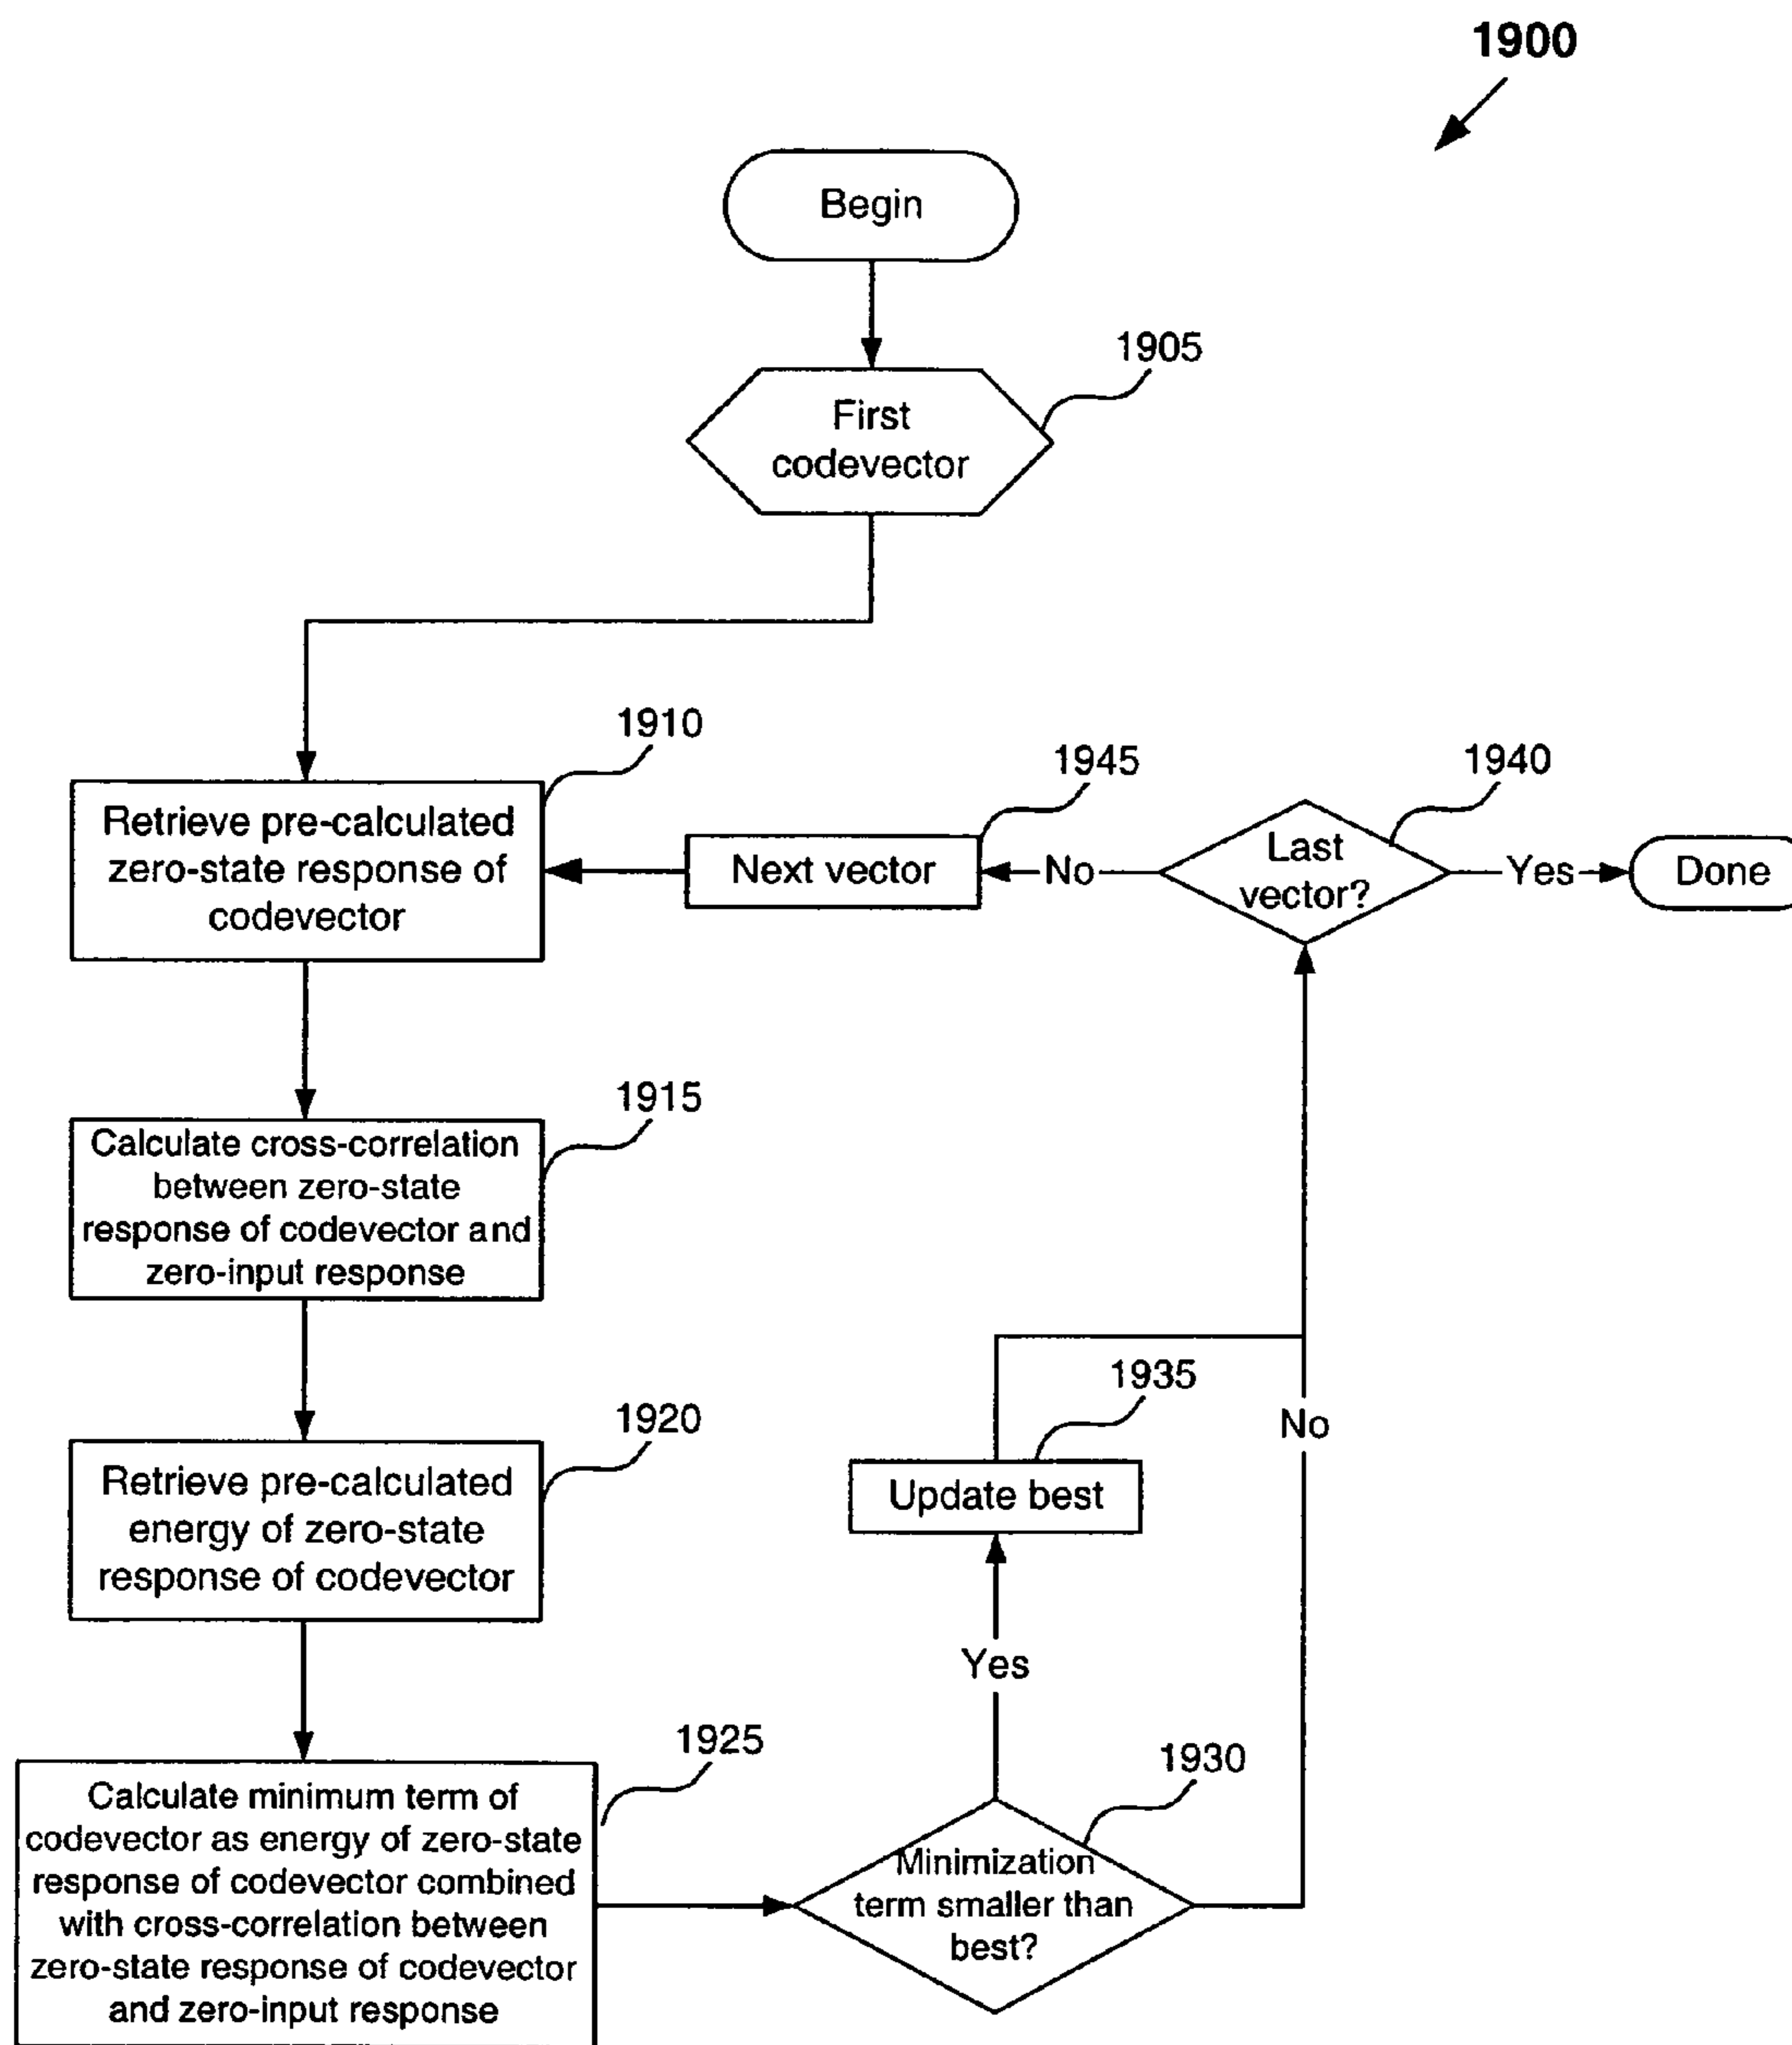 1900
Begin
1905
First
codevector
1910
Retrieve pre-calculated
zero-state response of
codevector
1945
Next vector
No
1940
Last
vector?
Yes
Done
1915
Calculate cross-correlation
between zero-state
response of codevector and
zero-input response
1920
Retrieve pre-calculated
energy of zero-state
response of codevector
1935
Update best
No
Yes
1925
Calculate minimum term of
codevector as energy of zero-state
response of codevector combined
with cross-correlation between
zero-state response of codevector
and zero-input response
1930
Minimization
term smaller than
best?